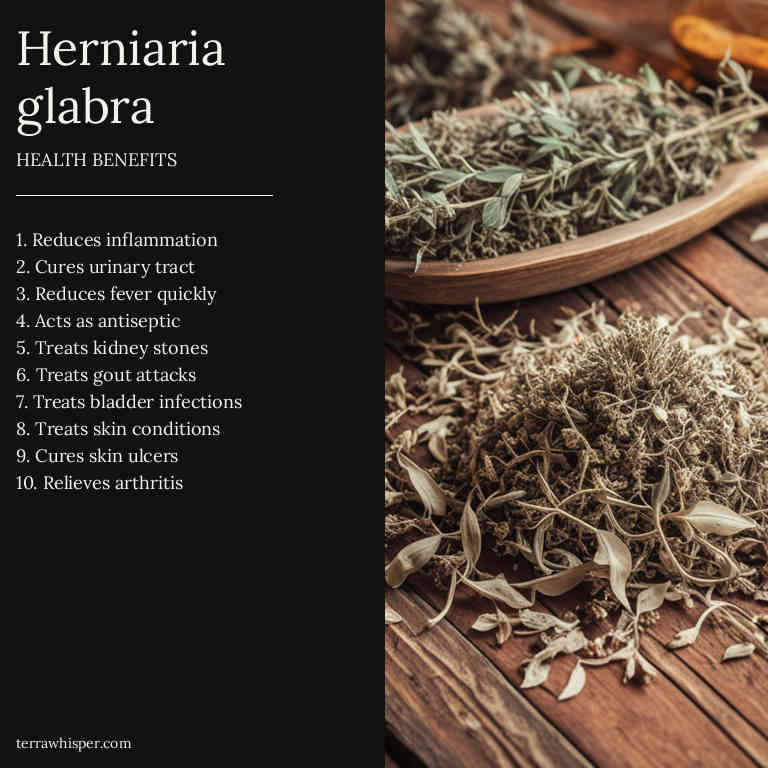 Herniaria
glabra
HEALTH BENEFITS
1. Reduces inflammation
2. Cures urinary tract
3. Reduces fever quickly
4. Acts as antiseptic
5. Treats kidney stones
6. Treats gout attacks
7. Treats bladder infections
8. Treats skin conditions
9. Cures skin ulcers
10. Relieves arthritis
terrawhisper.com